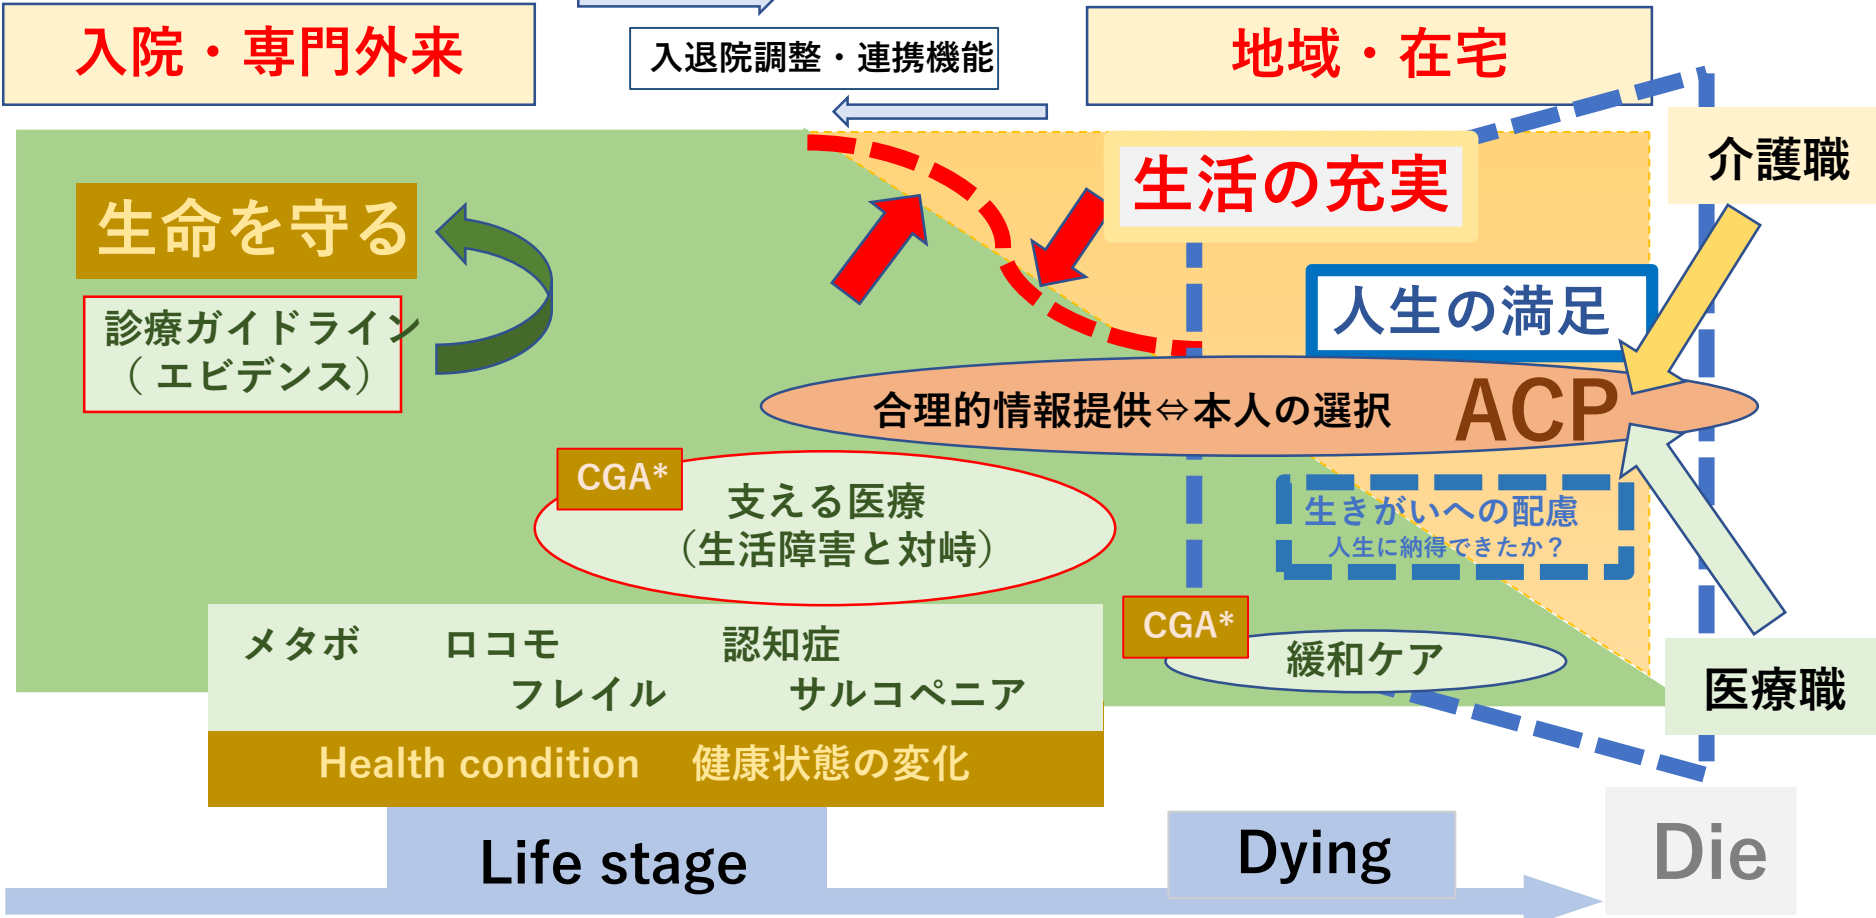 入院・専門外来
入退院調整・連携機能
地域・在宅
介護職
生活の充実
生命を守る
診療ガイドライン
（ エビデンス）
人生の満足
合理的情報提供⇔本人の選択
ACP
CGA*
支える医療
（生活障害と対峙）
生きがいへの配慮
人生に納得できたか？
CGA*
緩和ケア
メタボ ロコモ 認知症
フレイル サルコペニア
医療職
Health condition 健康状態の変化
Life stage
Dying
Die